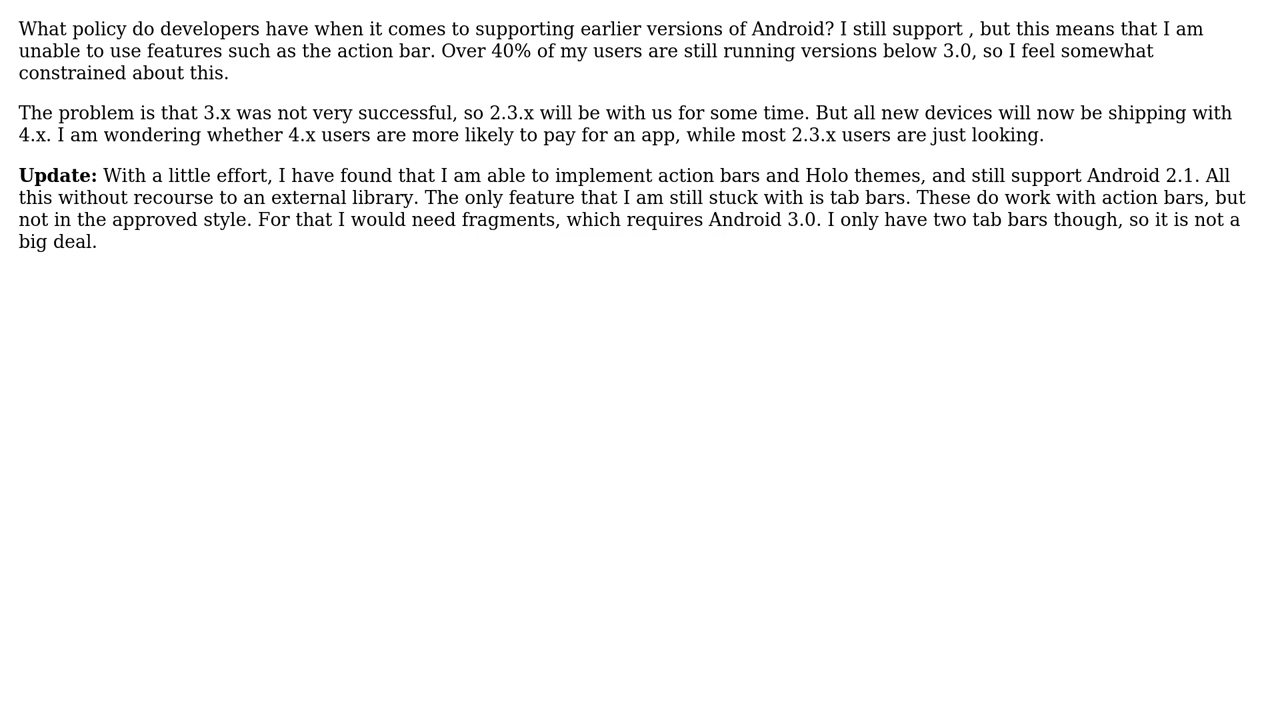 What policy do developers have when it comes to supporting earlier versions of Android? I still support , but this means that I am
unable to use features such as the action bar. Over 40% of my users are still running versions below 3.0, so I feel somewhat
constrained about this.
The problem is that 3.x was not very successful, so 2.3.x will be with us for some time. But all new devices will now be shipping with
4.x. I am wondering whether 4.x users are more likely to pay for an app, while most 2.3.x users are just looking.
Update: With a little effort, I have found that I am able to implement action bars and Holo themes, and still support Android 2.1. All
this without recourse to an external library. The only feature that I am still stuck with is tab bars. These do work with action bars, but
not in the approved style. For that I would need fragments, which requires Android 3.0. I only have two tab bars though, so it is not a
big deal.